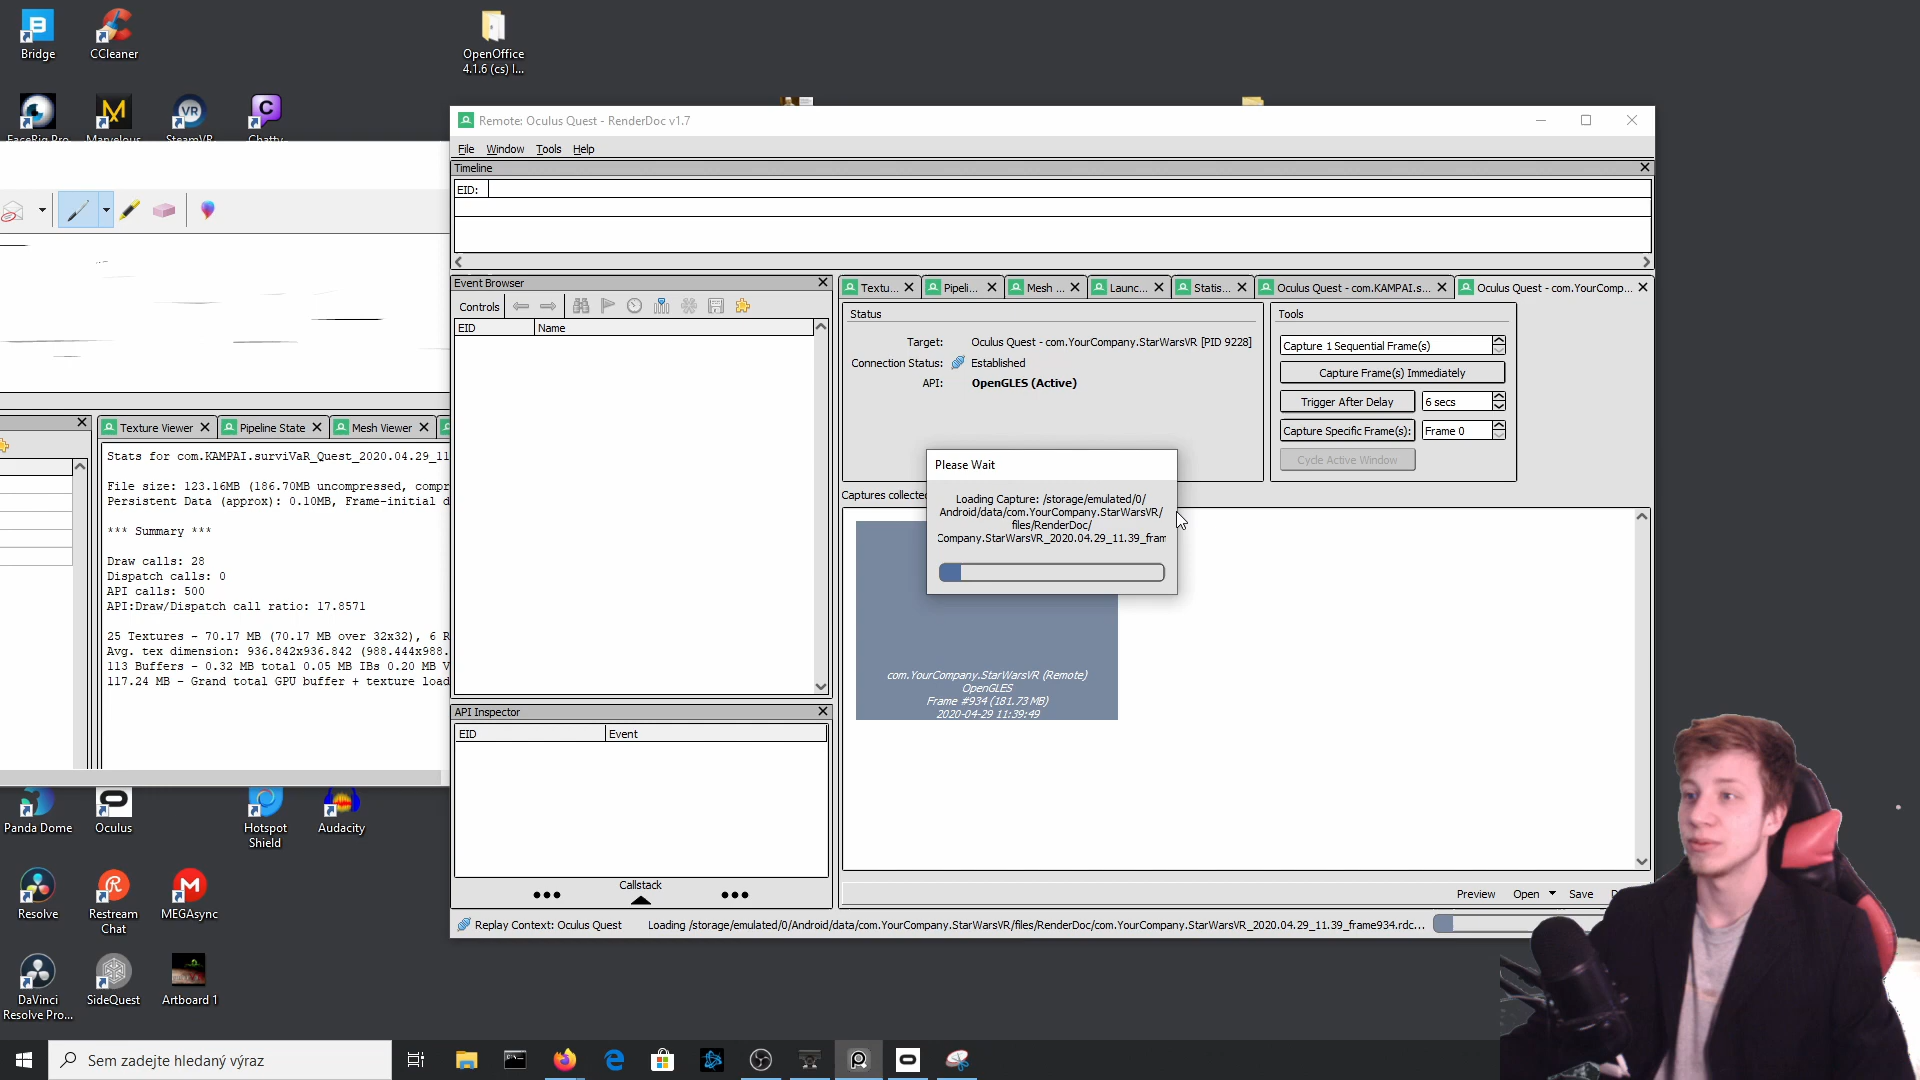 Bridge
CCleaner
OpenOffice
4.1.6 (cs) I...
FaceRig Pro
Marvelous
SteamVR
Chatty
Remote: Oculus Quest - RenderDoc v1.7
File Window Tools Help
Timeline
EID:
Event Browser
Controls
EID Name
API Inspector
EID Event
Callstack
Textu... Pipeli... Mesh ... Launc... Statis... Oculus Quest - com.KAMPAI.s... Oculus Quest - com.YourComp...
Status
Target: Oculus Quest - com.YourCompany.StarWarsVR [PID 9228]
Connection Status: Established
API: OpenGLES (Active)
Tools
Capture 1 Sequential Frame(s)
Capture Frame(s) Immediately
Trigger After Delay 6 secs
Capture Specific Frame(s): Frame 0
Cycle Active Window
Captures collected
Please Wait
Loading Capture: /storage/emulated/0/
Android/data/com.YourCompany.StarWarsVR/
files/RenderDoc/
Company.StarWarsVR_2020.04.29_11.39_fram
com.YourCompany.StarWarsVR (Remote)
OpenGLES
Frame #934 (181.73 MB)
2020-04-29 11:39:49
Preview Open Save
Replay Context: Oculus Quest Loading /storage/emulated/0/Android/data/com.YourCompany.StarWarsVR/files/RenderDoc/com.YourCompany.StarWarsVR_2020.04.29_11.39_frame934.rdc...
Texture Viewer Pipeline State Mesh Viewer
Stats for com.KAMPAI.surviVaR_Quest_2020.04.29_11
File size: 123.16MB (186.70MB uncompressed, compr
Persistent Data (approx): 0.10MB, Frame-initial d
*** Summary ***
Draw calls: 28
Dispatch calls: 0
API calls: 500
API:Draw/Dispatch call ratio: 17.8571
25 Textures - 70.17 MB (70.17 MB over 32x32), 6 R
Avg. tex dimension: 936.842x936.842 (988.444x988.
113 Buffers - 0.32 MB total 0.05 MB IBs 0.20 MB V
117.24 MB - Grand total GPU buffer + texture load
Panda Dome
Oculus
Hotspot
Shield
Audacity
Resolve
Restream
Chat
MEGAsync
DaVinci
Resolve Pro...
SideQuest
Artboard 1
Sem zadejte hledaný výraz